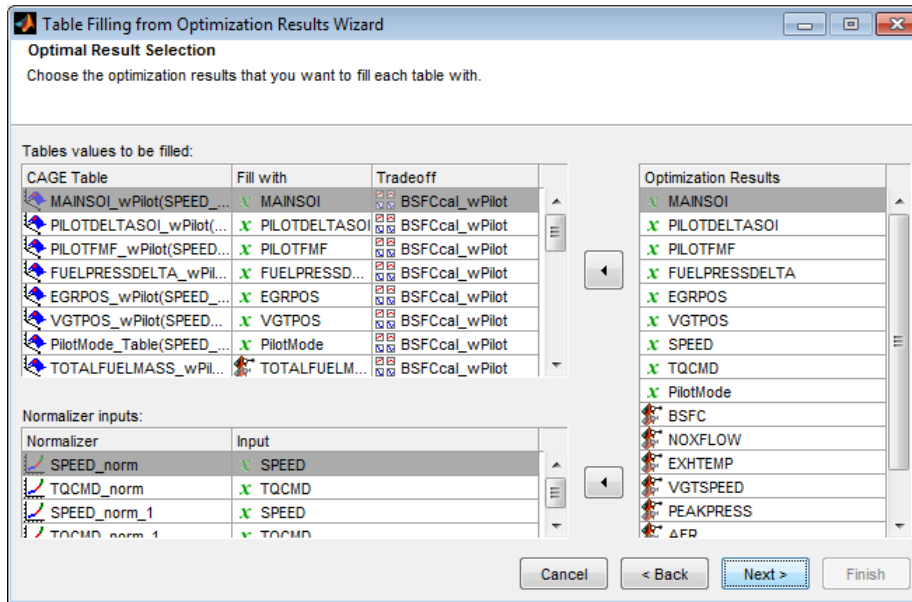 Table Filling from Optimization Results Wizard
Optimal Result Selection
Choose the optimization results that you want to fill each table with.
Tables values to be filled:
CAGE Table Fill with Tradeoff
MAINSOI_wPilot(SPEED_... x MAINSOI BSFCcal_wPilot
PILOTDELTASOI_wPilot(... x PILOTDELTASOI BSFCcal_wPilot
PILOTFMF_wPilot(SPEED... x PILOTFMF BSFCcal_wPilot
FUELPRESSDELTA_wPil... x FUELPRESSD... BSFCcal_wPilot
EGRPOS_wPilot(SPEED_... x EGRPOS BSFCcal_wPilot
VGTPOS_wPilot(SPEED... x VGTPOS BSFCcal_wPilot
PilotMode_Table(SPEED_... x PilotMode BSFCcal_wPilot
TOTALFUELMASS_wPil... TOTALFUELM... BSFCcal_wPilot
Optimization Results
x MAINSOI
x PILOTDELTASOI
x PILOTFMF
x FUELPRESSDELTA
x EGRPOS
x VGTPOS
x SPEED
x TQCMD
x PilotMode
BSFC
NOXFLOW
EXHTEMP
VGTSPEED
PEAKPRESS
AFR
Normalizer inputs:
Normalizer Input
SPEED_norm x SPEED
TQCMD_norm x TQCMD
SPEED_norm_1 x SPEED
TQCMD_norm_1 x TQCMD
Cancel < Back Next > Finish